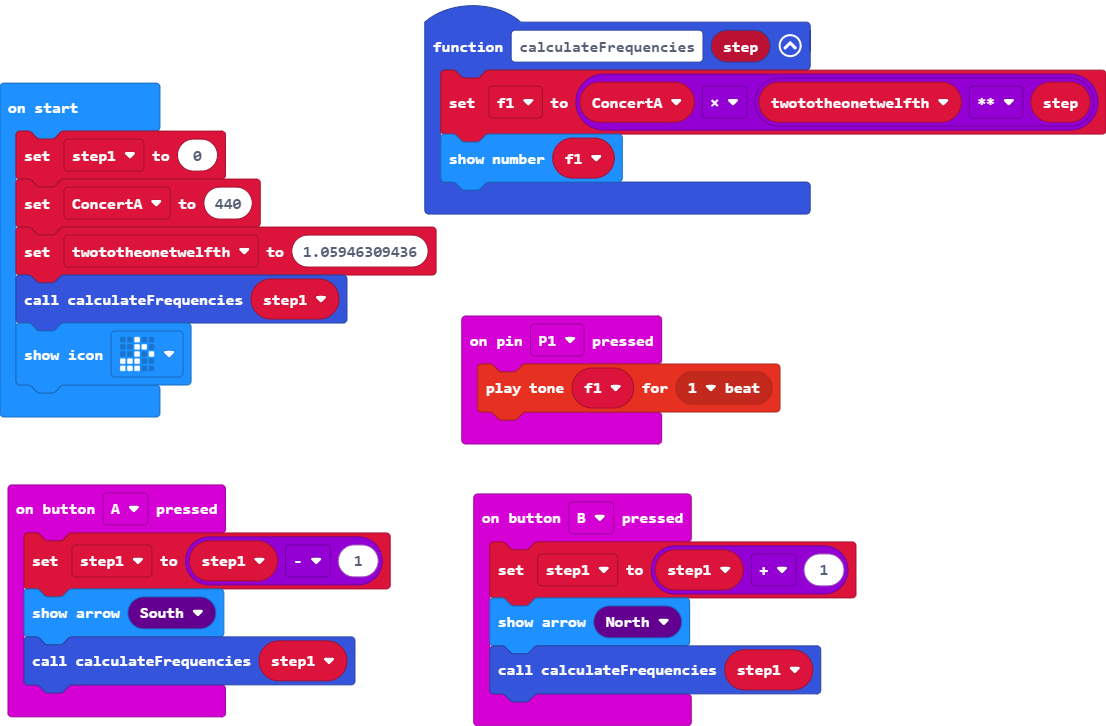 on start
set step1 to 0
set ConcertA to 440
set twototheonetwelfth to 1.05946309436
call calculateFrequencies step1
show icon
function calculateFrequencies step
set f1 to ConcertA × twototheonetwelfth ** step
show number f1
on pin P1 pressed
play tone f1 for 1 beat
on button A pressed
set step1 to step1 - 1
show arrow South
call calculateFrequencies step1
on button B pressed
set step1 to step1 + 1
show arrow North
call calculateFrequencies step1